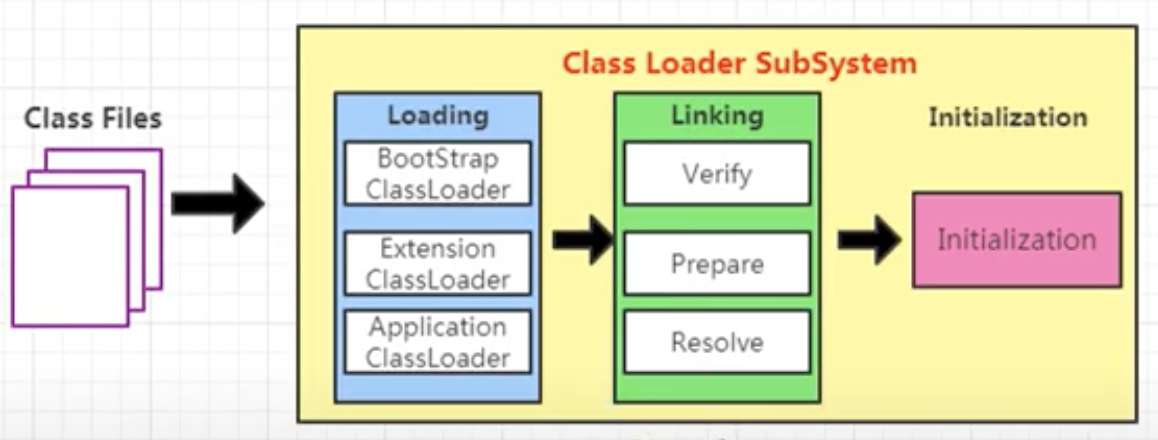 Class Loader SubSystem
Class Files
Loading
BootStrap
ClassLoader
Extension
ClassLoader
Application
ClassLoader
Linking
Verify
Prepare
Resolve
Initialization
Initialization